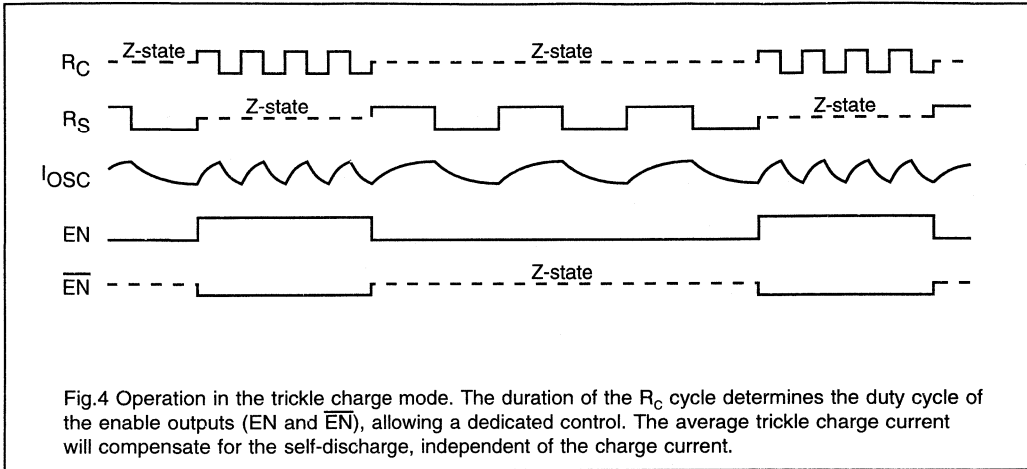 Z-state Z-state
R_C
Z-state Z-state
R_S
I_OSC
EN
Z-state
E̅N̅
Fig.4 Operation in the trickle charge mode. The duration of the R_c cycle determines the duty cycle of
the enable outputs (EN and E̅N̅), allowing a dedicated control. The average trickle charge current
will compensate for the self-discharge, independent of the charge current.